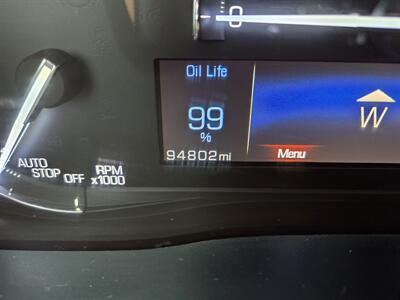 0
Oil Life
99
%
94802mi
W
Menu
AUTO
STOP OFF
RPM
x1000